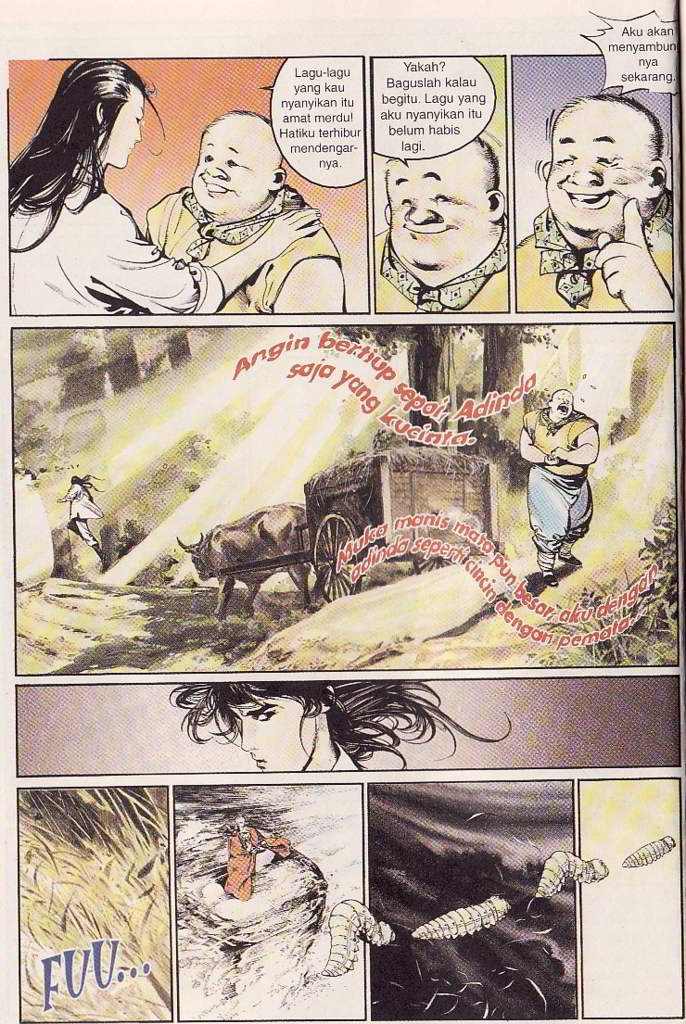 Lagu-lagu
yang kau
nyanyikan itu
amat merdu!
Hatiku terhibur
mendengar-
nya.
Yakah?
Baguslah kalau
begitu. Lagu yang
aku nyanyikan itu
belum habis
lagi.
Aku akan
menyambun
nya
sekarang.
Angin bertiup sepoi, Adinda
saja yang kucinta.
Muka manis mata pun besar, aku dengan
adinda seperti cincin dengan permata.
FUU...